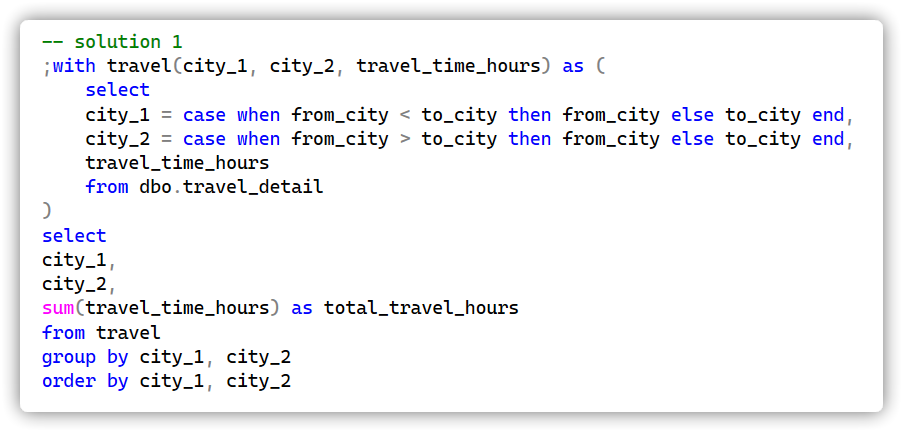 -- solution 1
;with travel(city_1, city_2, travel_time_hours) as (
    select
    city_1 = case when from_city < to_city then from_city else to_city end,
    city_2 = case when from_city > to_city then from_city else to_city end,
    travel_time_hours
    from dbo.travel_detail
)
select
city_1,
city_2,
sum(travel_time_hours) as total_travel_hours
from travel
group by city_1, city_2
order by city_1, city_2